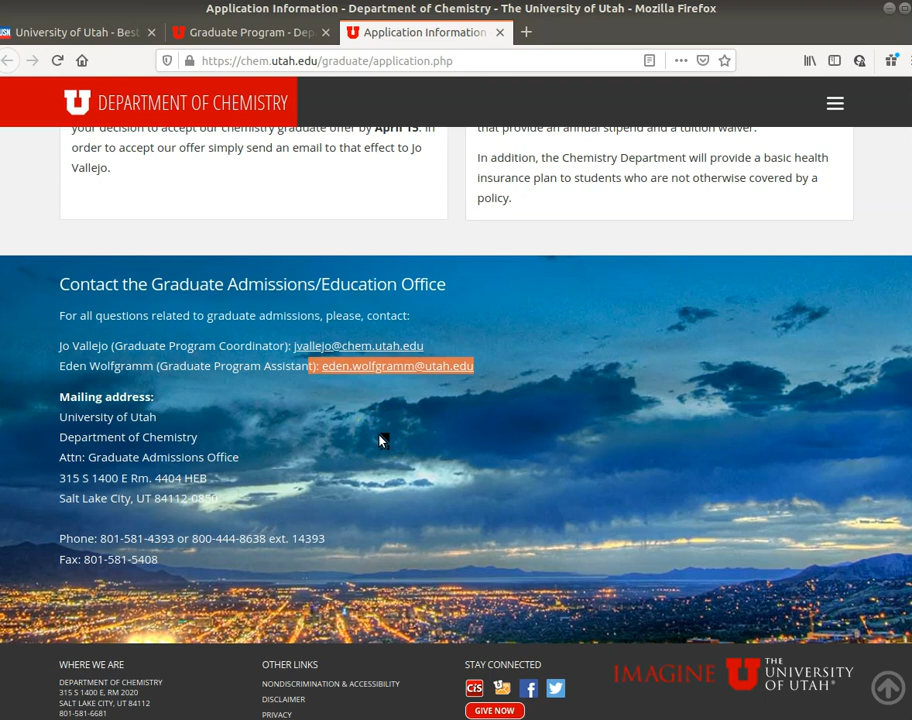 Application Information - Department of Chemistry - The University of Utah - Mozilla Firefox
University of Utah - Bes
Graduate Program - Dep
Application Information
https://chem.utah.edu/graduate/application.php
DEPARTMENT OF CHEMISTRY
your decision to accept our chemistry graduate offer by April 15. In
order to accept our offer simply send an email to that effect to Jo
Vallejo.
that provide an annual stipend and a tuition waiver.
In addition, the Chemistry Department will provide a basic health
insurance plan to students who are not otherwise covered by a
policy.
Contact the Graduate Admissions/Education Office
For all questions related to graduate admissions, please, contact:
Jo Vallejo (Graduate Program Coordinator): jvallejo@chem.utah.edu
Eden Wolfgramm (Graduate Program Assistant): eden.wolfgramm@utah.edu
Mailing address:
University of Utah
Department of Chemistry
Attn: Graduate Admissions Office
315 S 1400 E Rm. 4404 HEB
Salt Lake City, UT 84112-0850
Phone: 801-581-4393 or 800-444-8638 ext. 14393
Fax: 801-581-5408
WHERE WE ARE
DEPARTMENT OF CHEMISTRY
315 S 1400 E, RM 2020
SALT LAKE CITY, UT 84112
801-581-6681
OTHER LINKS
NONDISCRIMINATION & ACCESSIBILITY
DISCLAIMER
PRIVACY
STAY CONNECTED
CIS
GIVE NOW
IMAGINE
THE
UNIVERSITY
OF UTAH®